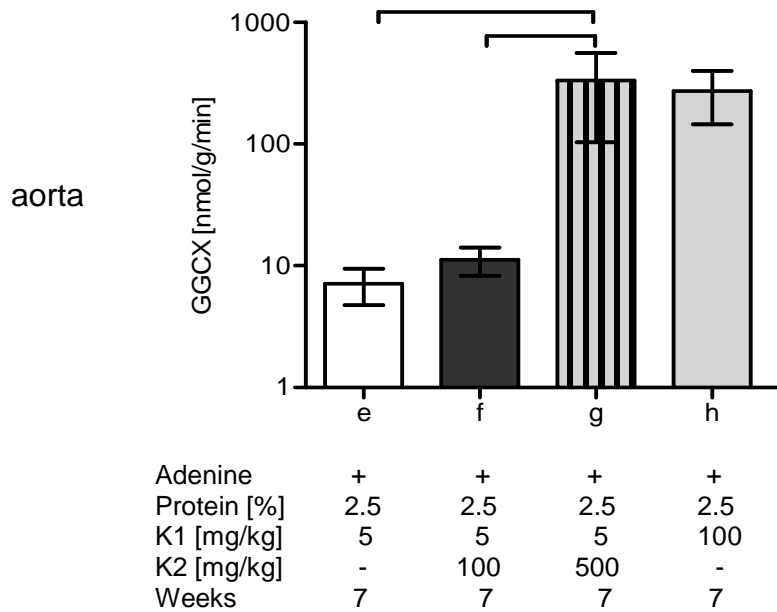 1000
100
10
1
GGCX [nmol/g/min]
aorta
e f g h
Adenine + + + +
Protein [%] 2.5 2.5 2.5 2.5
K1 [mg/kg] 5 5 5 100
K2 [mg/kg] - 100 500 -
Weeks 7 7 7 7